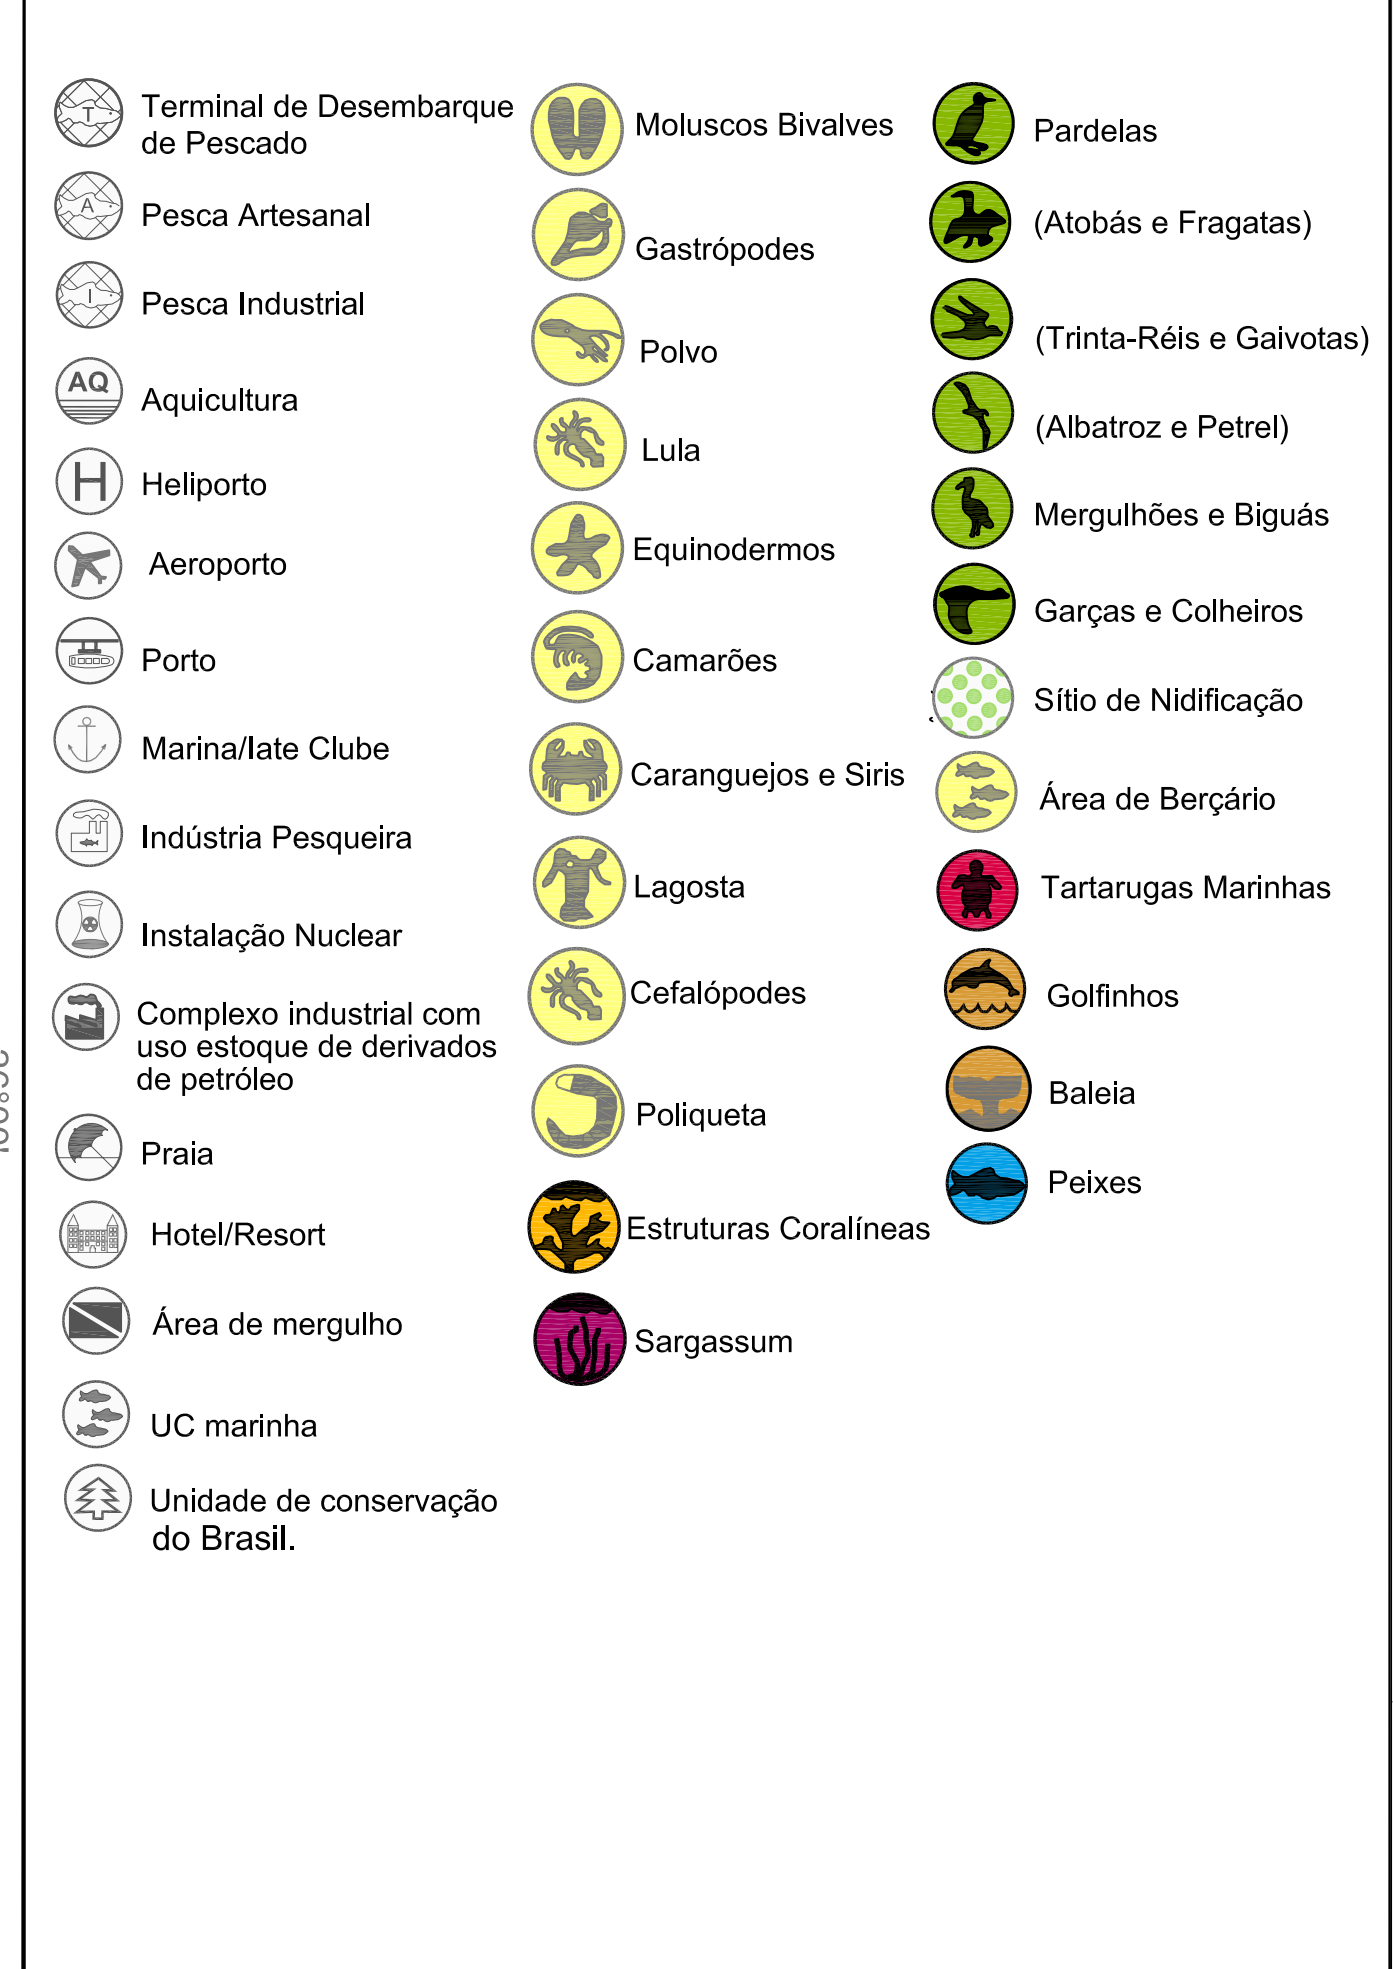 T
Terminal de Desembarque
de Pescado
A
Pesca Artesanal
I
Pesca Industrial
AQ
Aquicultura
H
Heliporto
Aeroporto
Porto
Marina/Iate Clube
Indústria Pesqueira
Instalação Nuclear
Complexo industrial com
uso estoque de derivados
de petróleo
Praia
Hotel/Resort
Área de mergulho
UC marinha
Unidade de conservação
do Brasil.
Moluscos Bivalves
Gastrópodes
Polvo
Lula
Equinodermos
Camarões
Caranguejos e Siris
Lagosta
Cefalópodes
Poliqueta
Estruturas Coralíneas
Sargassum
Pardelas
(Atobás e Fragatas)
(Trinta-Réis e Gaivotas)
(Albatroz e Petrel)
Mergulhões e Biguás
Garças e Colheiros
Sítio de Nidificação
Área de Berçário
Tartarugas Marinhas
Golfinhos
Baleia
Peixes